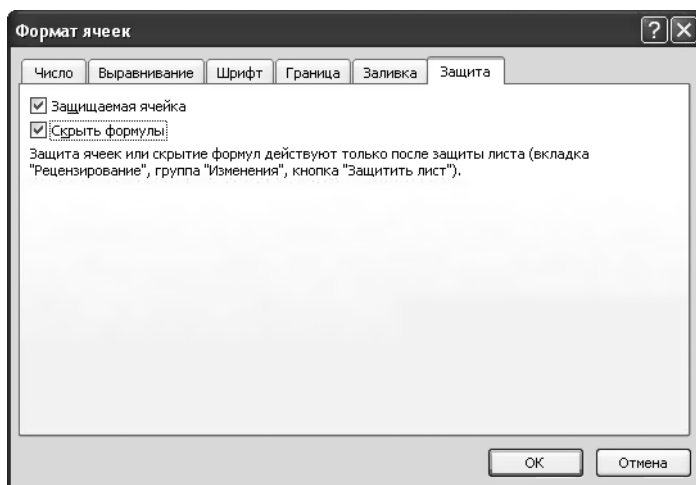 Формат ячеек
Число Выравнивание Шрифт Граница Заливка Защита
Защищаемая ячейка
Скрыть формулы
Защита ячеек или скрытие формул действуют только после защиты листа (вкладка
"Рецензирование", группа "Изменения", кнопка "Защитить лист").
ОК Отмена